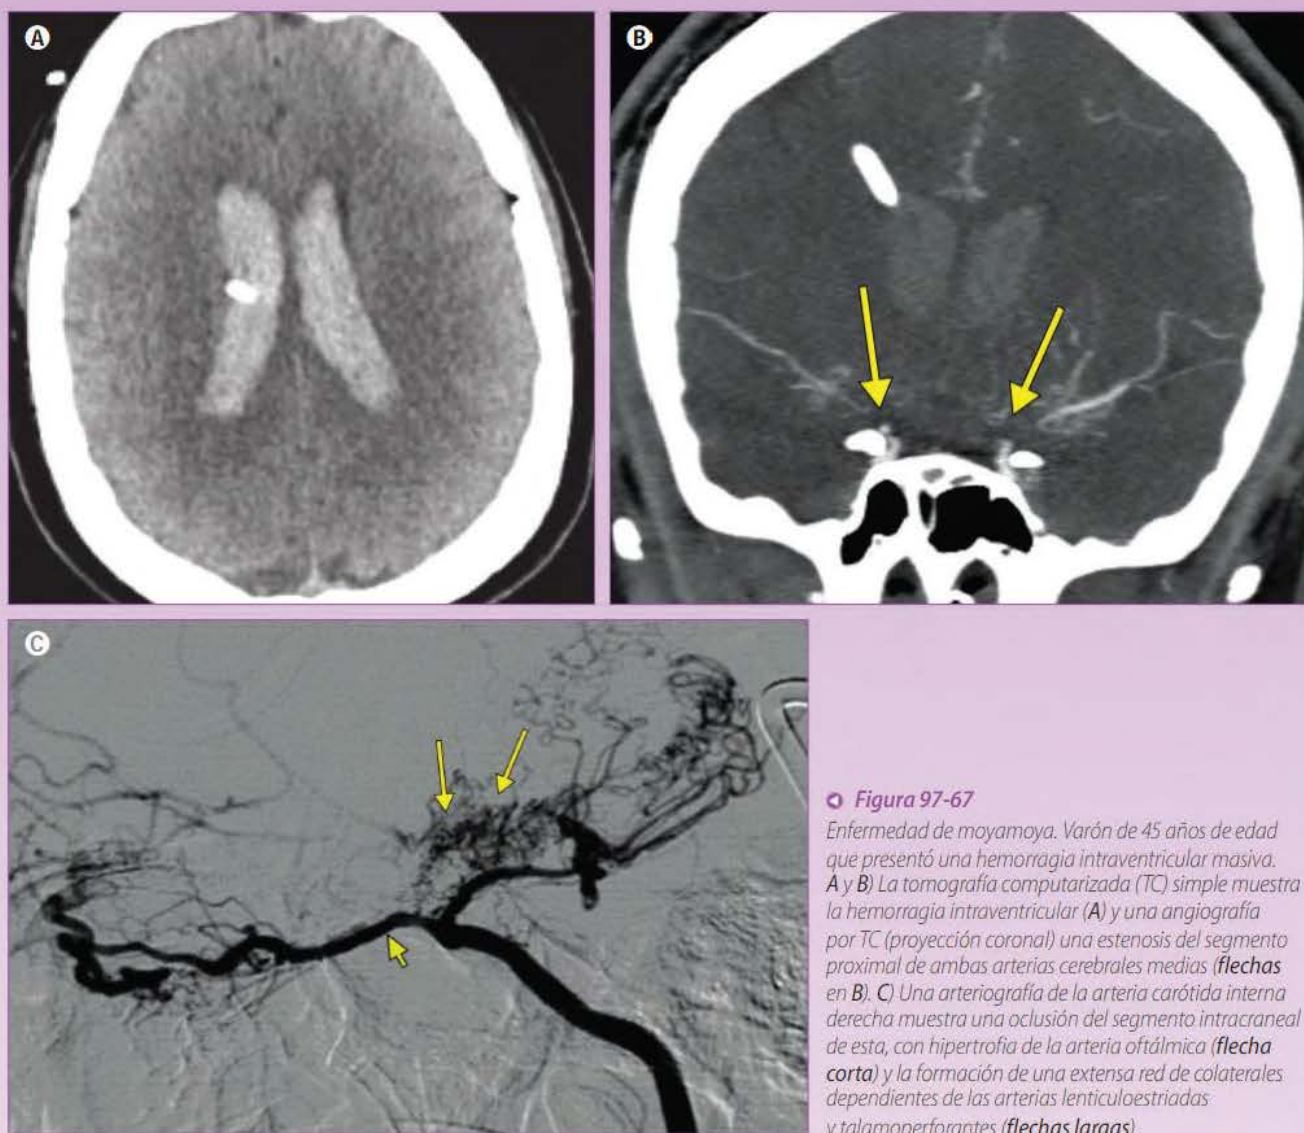 A
B
C
Figura 97-67
Enfermedad de moyamoya. Varón de 45 años de edad
que presentó una hemorragia intraventricular masiva.
A y B) La tomografía computarizada (TC) simple muestra
la hemorragia intraventricular (A) y una angiografía
por TC (proyección coronal) una estenosis del segmento
proximal de ambas arterias cerebrales medias (flechas
en B). C) Una arteriografía de la arteria carótida interna
derecha muestra una oclusión del segmento intracraneal
de esta, con hipertrofia de la arteria oftálmica (flecha
corta) y la formación de una extensa red de colaterales
dependientes de las arterias lenticuloestriadas
y talamoperforantes (flechas largas)